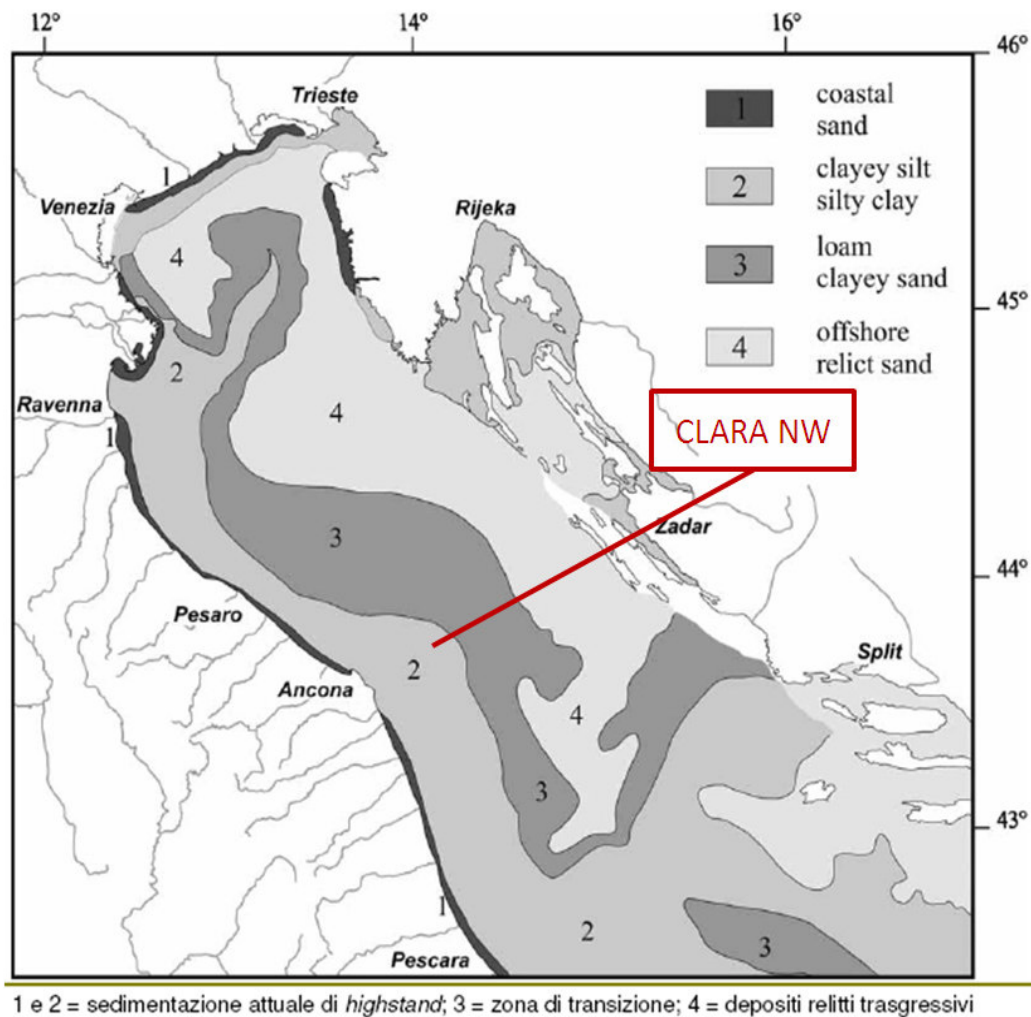 12°
14°
16°
46°
Trieste
1
coastal
sand
1
Venezia
2
clayey silt
silty clay
Rijeka
4
3
loam
clayey sand
45°
4
offshore
relict sand
2
Ravenna
4
1
CLARA NW
3
Zadar
44°
Pesaro
2
Split
Ancona
4
3
43°
1
2
3
Pescara
1 e 2 = sedimentazione attuale di highstand; 3 = zona di transizione; 4 = depositi relitti trasgressivi